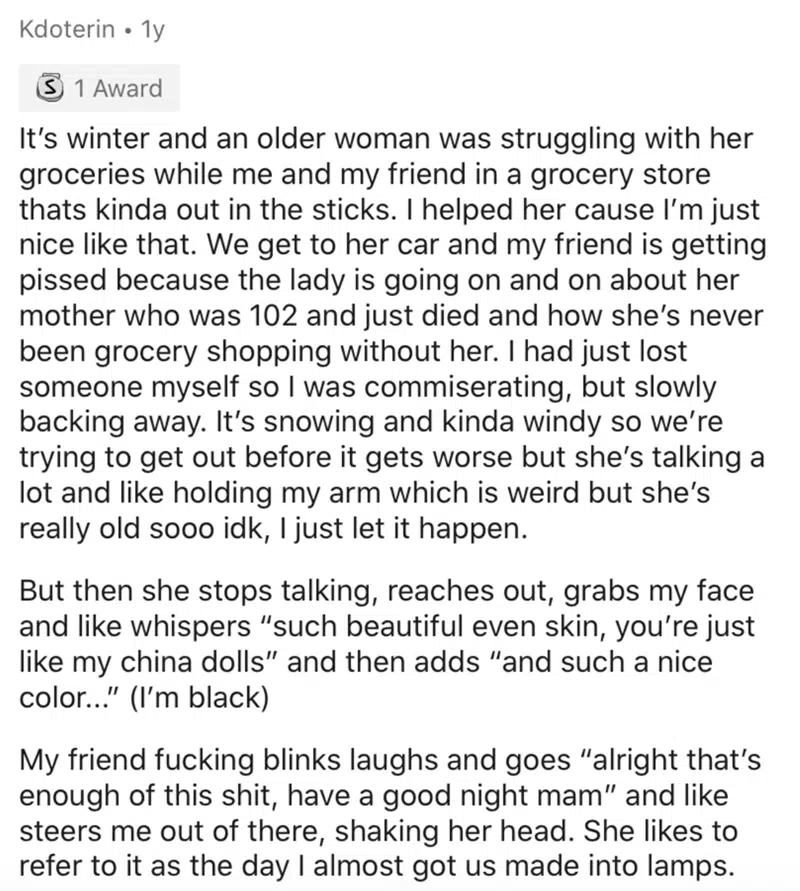 Kdoterin • 1y
1 Award
It's winter and an older woman was struggling with her
groceries while me and my friend in a grocery store
thats kinda out in the sticks. I helped her cause I'm just
nice like that. We get to her car and my friend is getting
pissed because the lady is going on and on about her
mother who was 102 and just died and how she's never
been grocery shopping without her. I had just lost
someone myself so I was commiserating, but slowly
backing away. It's snowing and kinda windy so we're
trying to get out before it gets worse but she's talking a
lot and like holding my arm which is weird but she's
really old sooo idk, I just let it happen.
But then she stops talking, reaches out, grabs my face
and like whispers “such beautiful even skin, you're just
like my china dolls” and then adds “and such a nice
color...” (I'm black)
My friend fucking blinks laughs and goes “alright that's
enough of this shit, have a good night mam” and like
steers me out of there, shaking her head. She likes to
refer to it as the day I almost got us made into lamps.